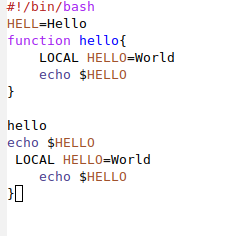 #!/bin/bash
HELL=Hello
function hello{
    LOCAL HELLO=World
    echo $HELLO
}

hello
echo $HELLO
 LOCAL HELLO=World
    echo $HELLO
}